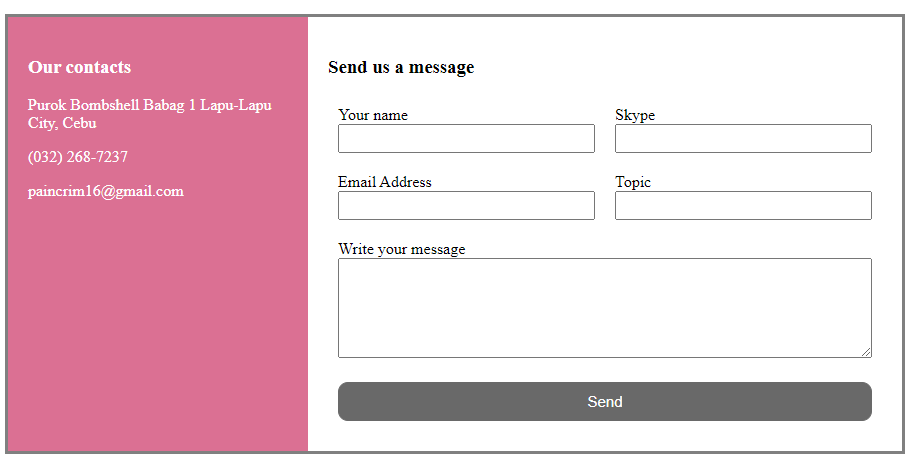 Our contacts
Purok Bombshell Babag 1 Lapu-Lapu
City, Cebu
(032) 268-7237
paincrim16@gmail.com
Send us a message
Your name
Skype
Email Address
Topic
Write your message
Send